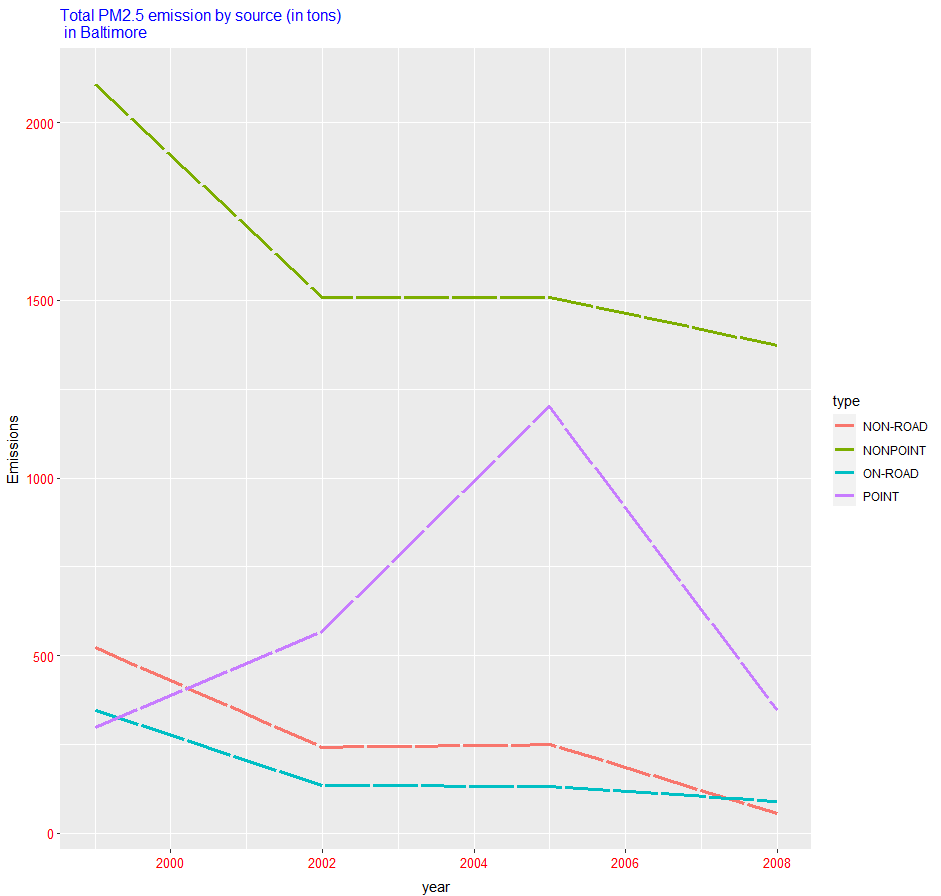 Total PM2.5 emission by source (in tons)
in Baltimore
2000
1500
1000
500
0
Emissions
2000
2002
2004
2006
2008
year
type
NON-ROAD
NONPOINT
ON-ROAD
POINT